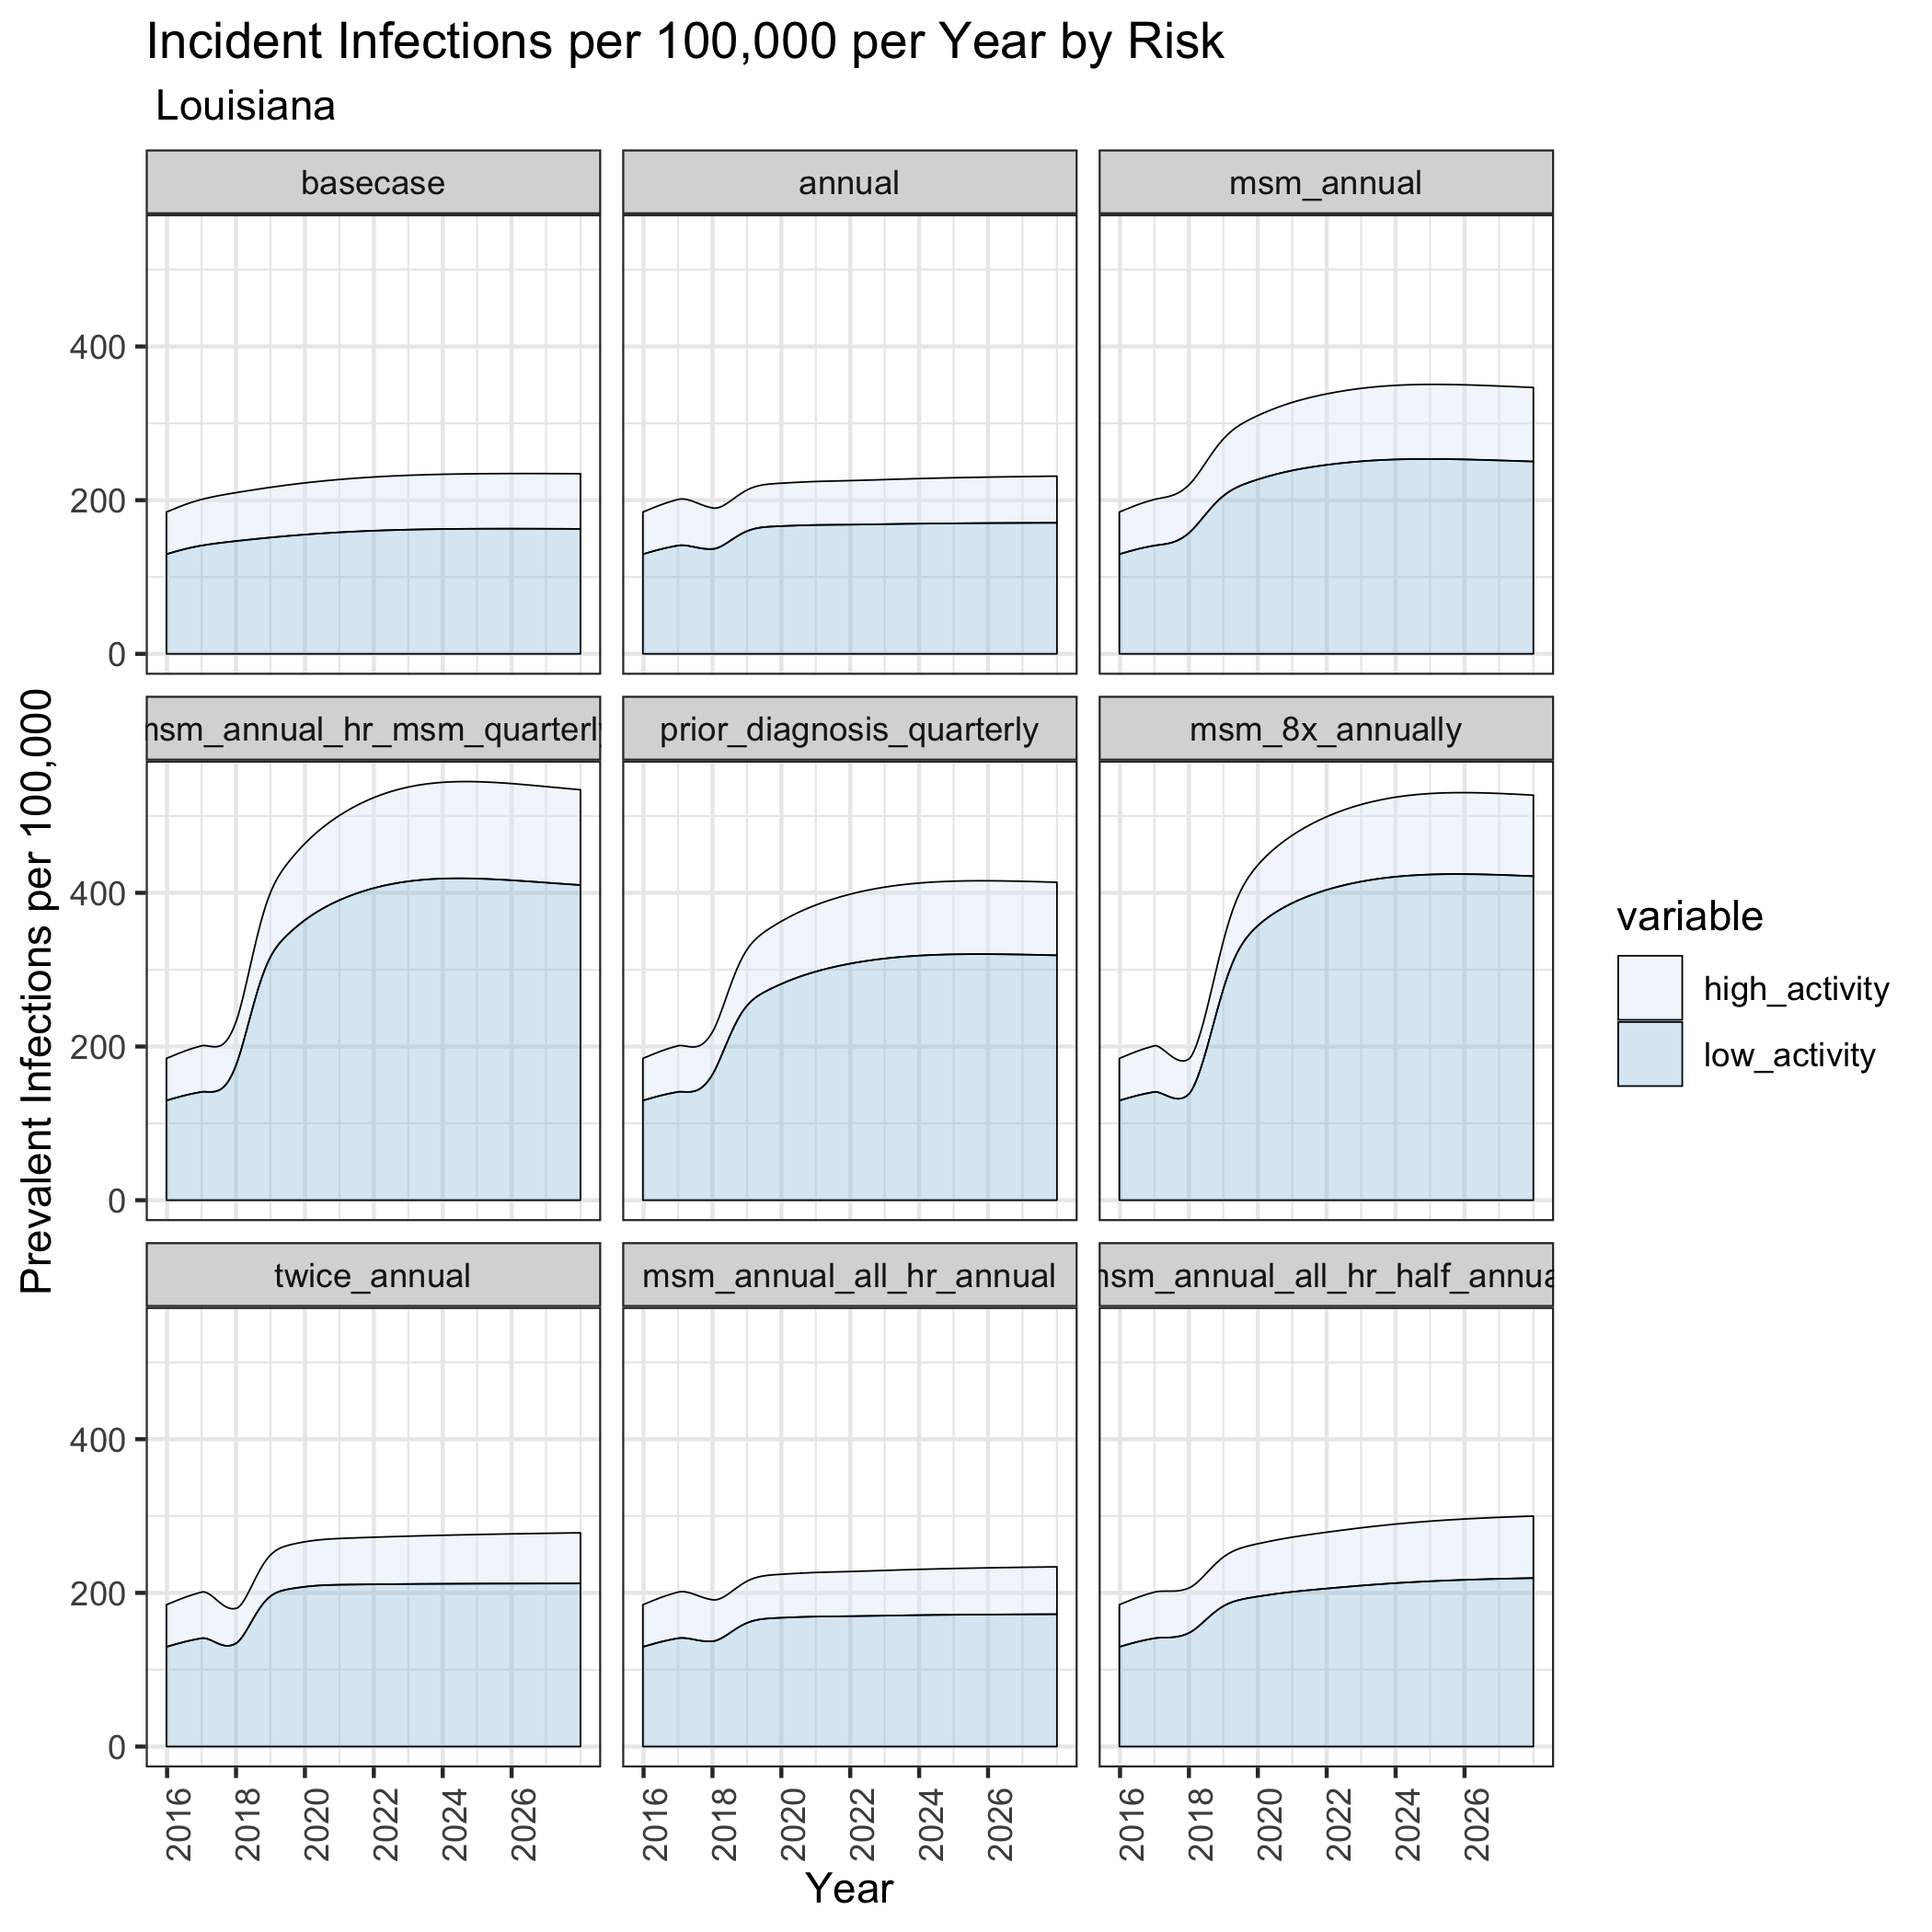 Incident Infections per 100,000 per Year by Risk
Louisiana
basecase annual msm_annual
400
200
0
msm_annual_hr_msm_quarterly prior_diagnosis_quarterly msm_8x_annually
400
200
0
twice_annual msm_annual_all_hr_annual msm_annual_all_hr_half_annua
400
200
0
2016 2018 2020 2022 2024 2026 2016 2018 2020 2022 2024 2026 2016 2018 2020 2022 2024 2026
Year
Prevalent Infections per 100,000
variable
high_activity
low_activity